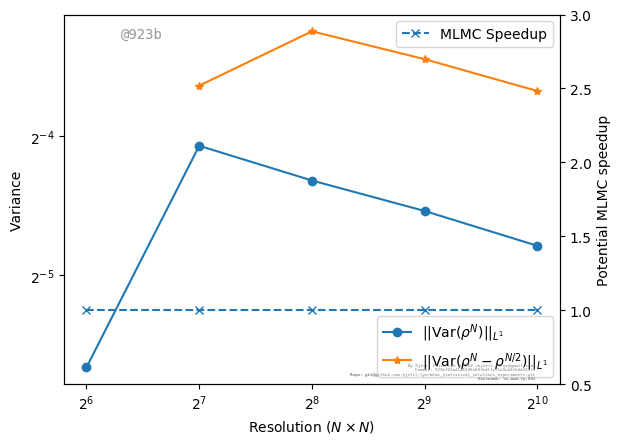 @923b
MLMC Speedup
3.0
2.5
2.0
1.5
1.0
0.5
Potential MLMC speedup
2^{-4}
2^{-5}
Variance
||Var(ρ^N)||_{L^1}
||Var(ρ^N − ρ^{N/2})||_{L^1}
2^6 2^7 2^8 2^9 2^{10}
Resolution (N × N)